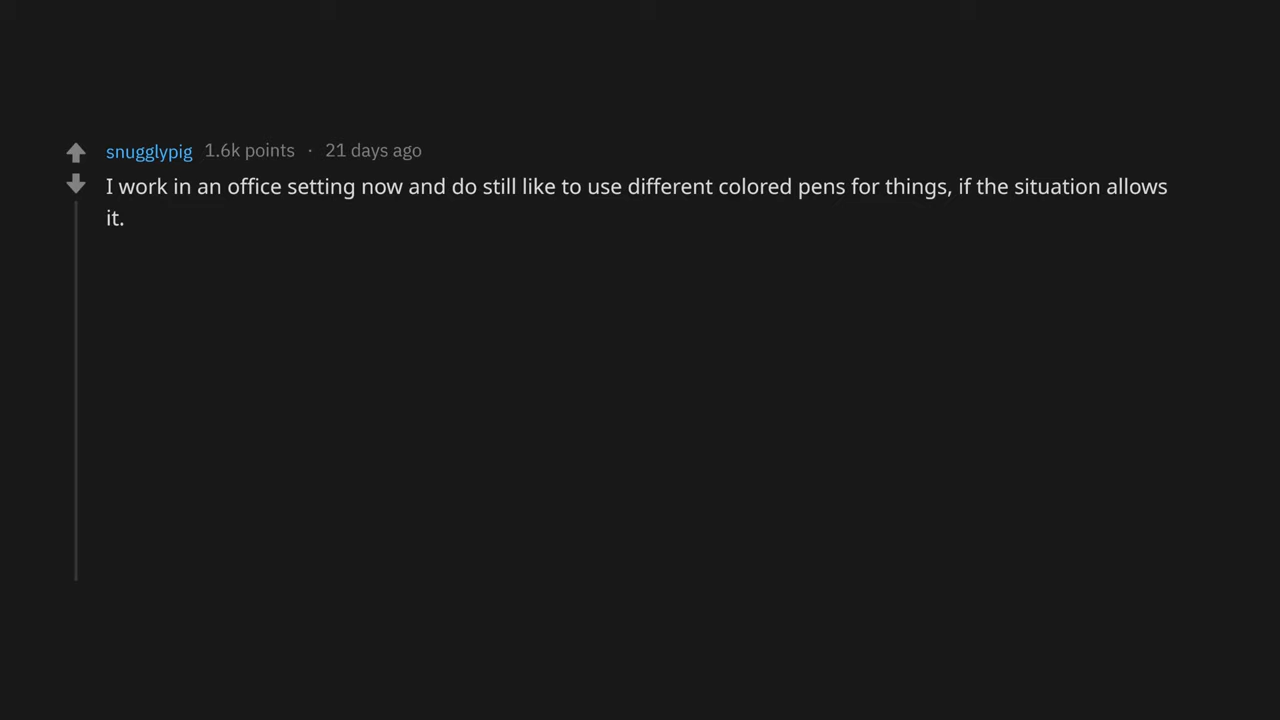 snugglypig 1.6k points · 21 days ago
I work in an office setting now and do still like to use different colored pens for things, if the situation allows
it.